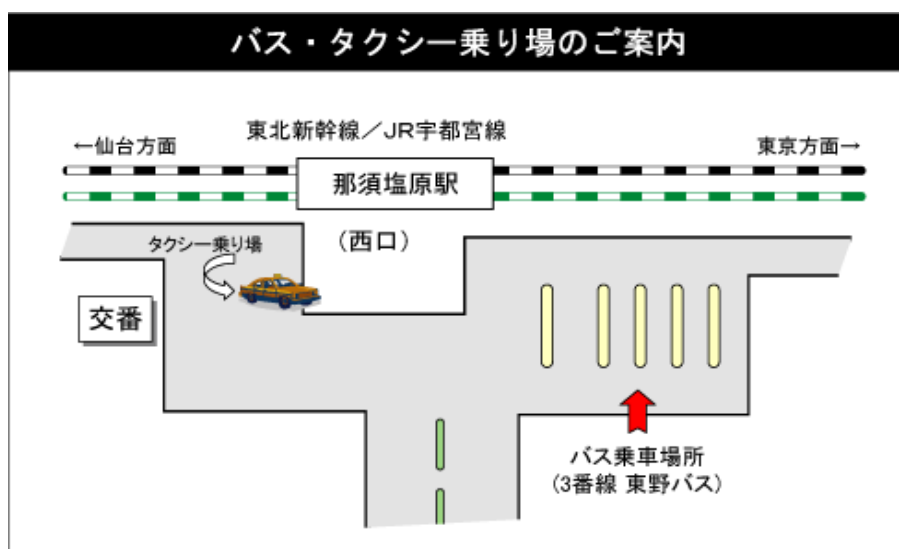 バス・タクシー乗り場のご案内
東北新幹線／JR宇都宮線
←仙台方面
東京方面→
那須塩原駅
（西口）
タクシー乗り場
交番
バス乗車場所
(3番線 東野バス)